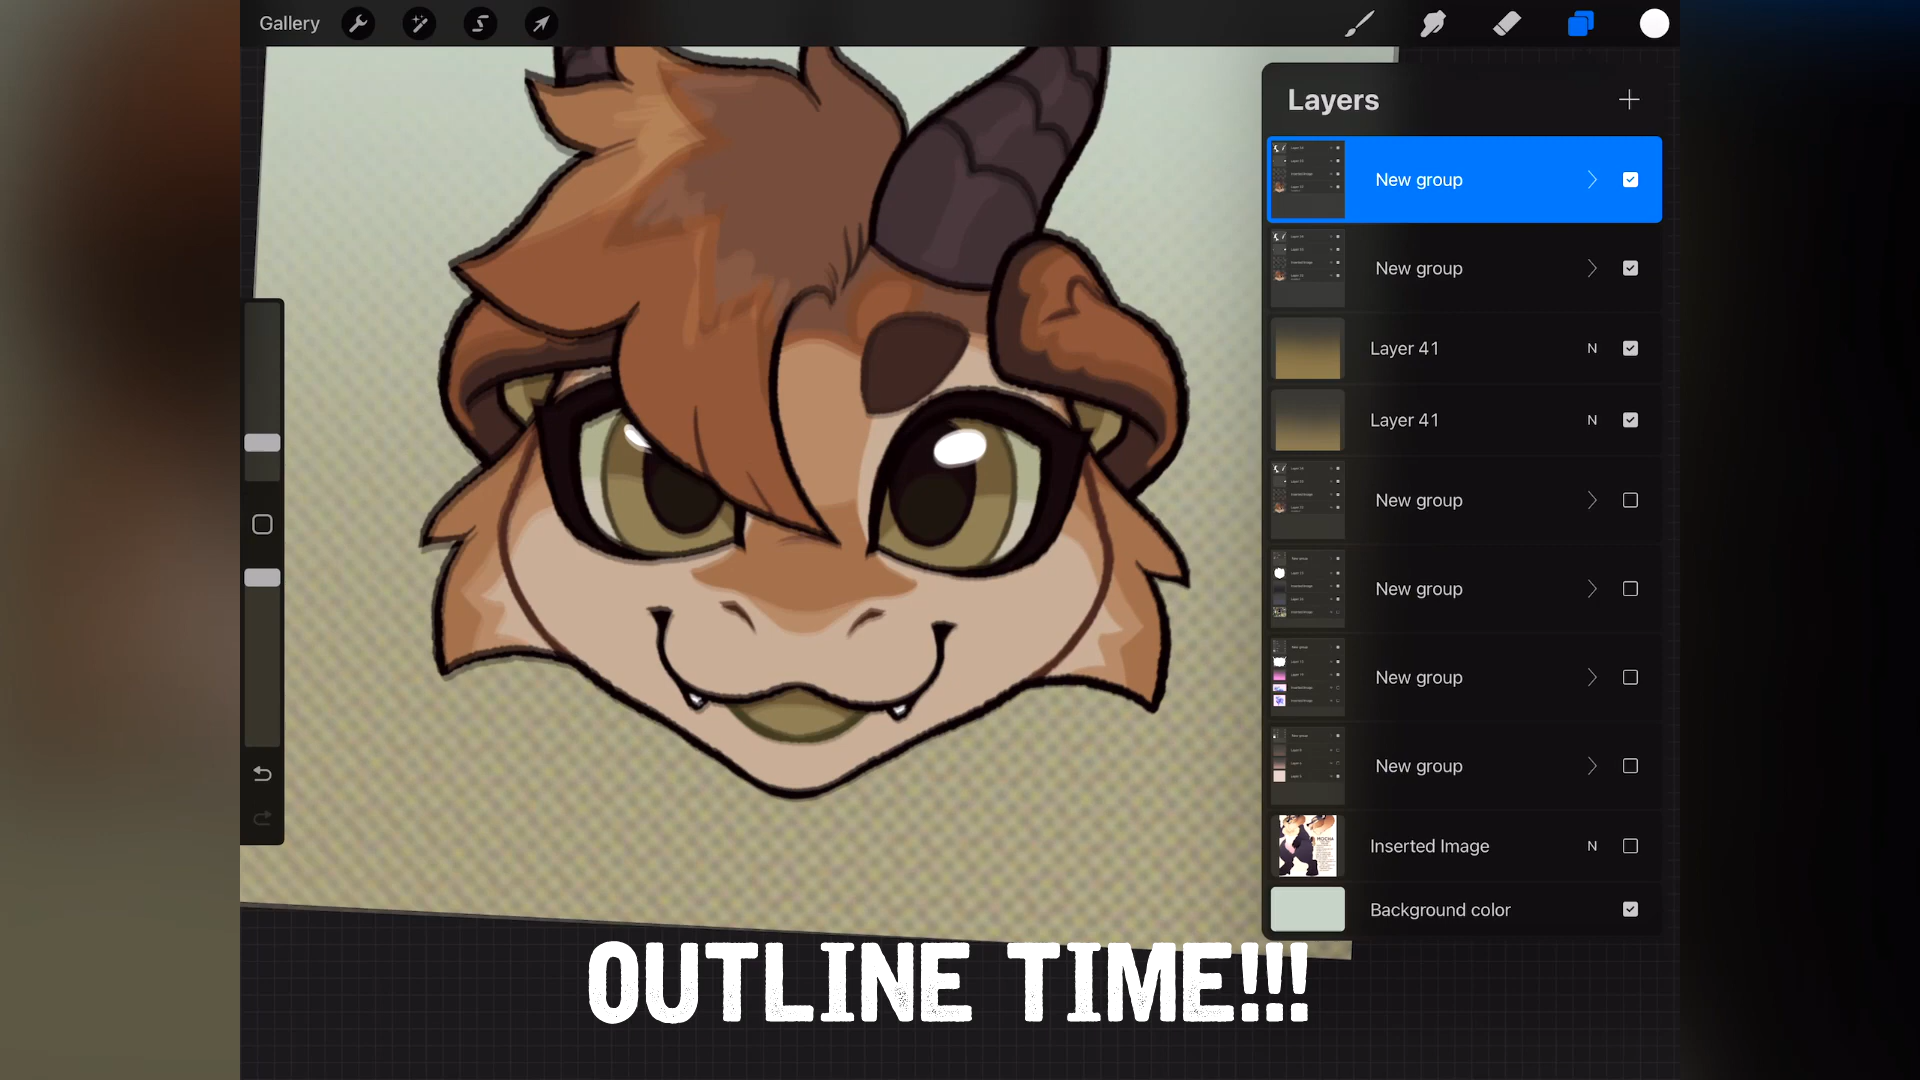 Gallery
Layers
New group
New group
Layer 41 N
Layer 41 N
New group
New group
New group
New group
Inserted Image N
Background color
OUTLINE TIME!!!